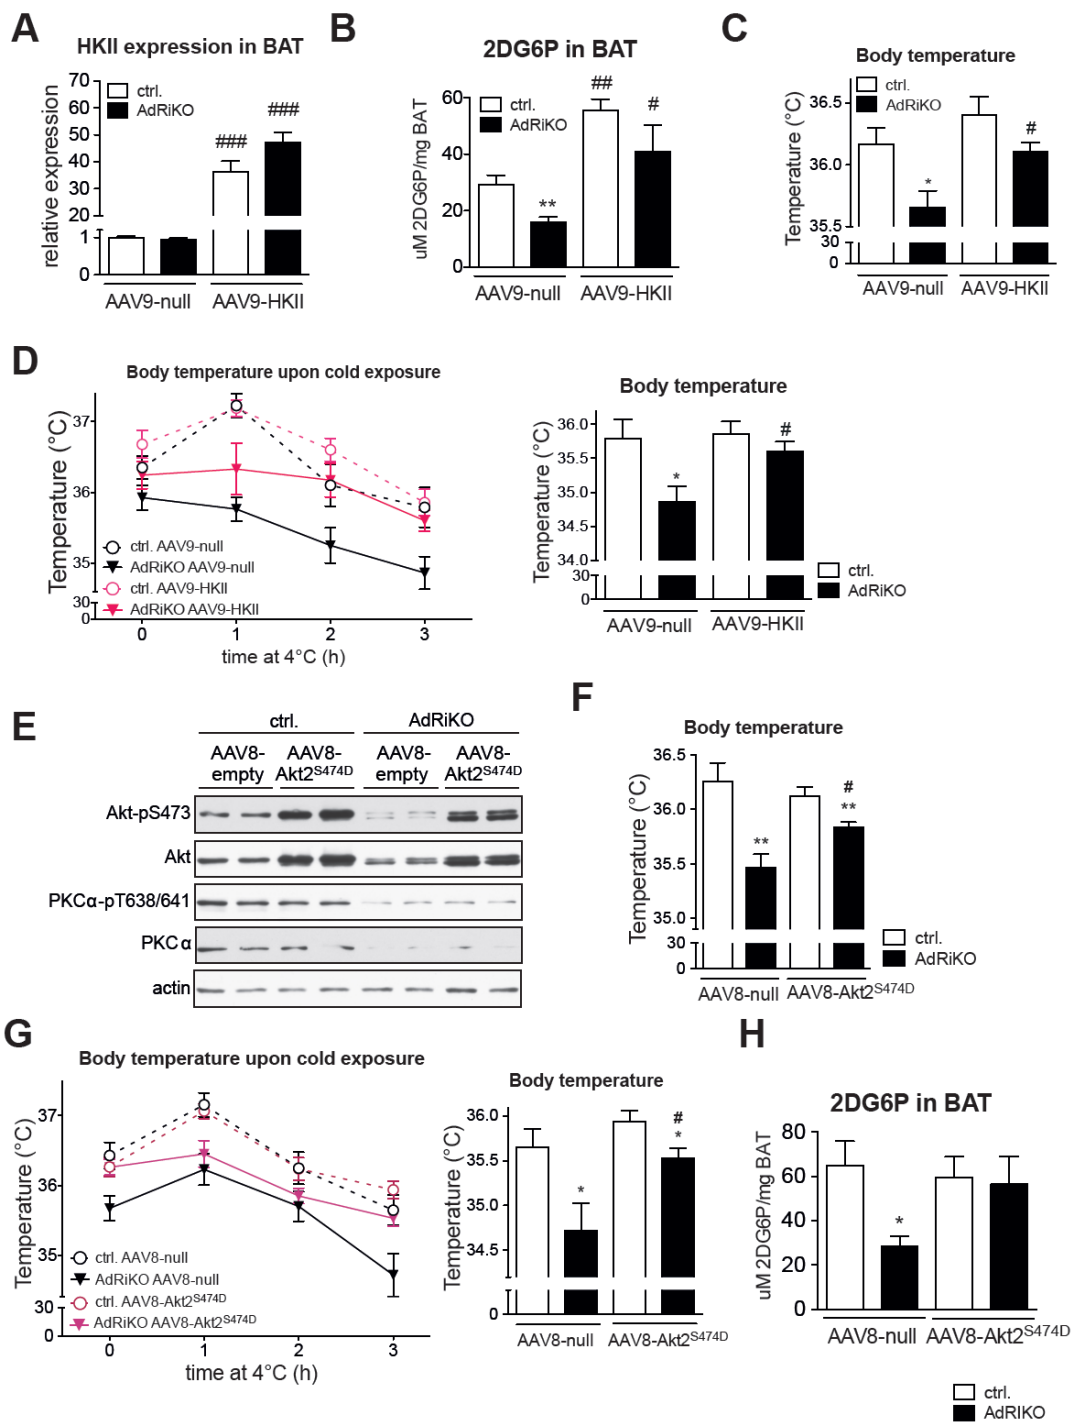 A
HKII expression in BAT
relative expression
70
60
50
40
30
20
1
0
ctrl.
AdRiKO
###
###
AAV9-null
AAV9-HKII
B
2DG6P in BAT
uM 2DG6P/mg BAT
60
40
20
0
ctrl.
AdRiKO
**
##
#
AAV9-null
AAV9-HKII
C
Body temperature
Temperature (°C)
36.5
36.0
35.5
30
0
ctrl.
AdRiKO
*
#
AAV9-null
AAV9-HKII
D
Body temperature upon cold exposure
Temperature (°C)
37
36
35
30
0
ctrl. AAV9-null
AdRiKO AAV9-null
ctrl. AAV9-HKII
AdRiKO AAV9-HKII
0 1 2 3
time at 4°C (h)
Body temperature
Temperature (°C)
36.0
35.5
35.0
34.5
34.0
30
0
*
#
ctrl.
AdRiKO
AAV9-null
AAV9-HKII
E
ctrl. AdRiKO
AAV8- AAV8- AAV8- AAV8-
empty Akt2S474D empty Akt2S474D
Akt-pS473
Akt
PKCα-pT638/641
PKCα
actin
F
Body temperature
Temperature (°C)
36.5
36.0
35.5
35.0
30
0
**
#
**
ctrl.
AdRiKO
AAV8-null
AAV8-Akt2S474D
G
Body temperature upon cold exposure
Temperature (°C)
37
36
35
30
0
ctrl. AAV8-null
AdRiKO AAV8-null
ctrl. AAV8-Akt2S474D
AdRiKO AAV8-Akt2S474D
0 1 2 3
time at 4°C (h)
Body temperature
Temperature (°C)
36.0
35.5
35.0
34.5
0
*
#
*
AAV8-null
AAV8-Akt2S474D
H
2DG6P in BAT
uM 2DG6P/mg BAT
80
60
40
20
0
*
AAV8-null
AAV8-Akt2S474D
ctrl.
AdRIKO